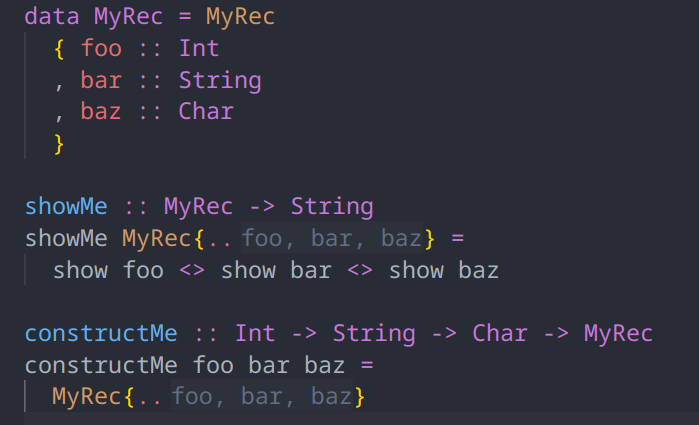 data MyRec = MyRec
{ foo :: Int
, bar :: String
, baz :: Char
}
showMe :: MyRec -> String
showMe MyRec{.. foo, bar, baz} =
show foo <> show bar <> show baz
constructMe :: Int -> String -> Char -> MyRec
constructMe foo bar baz =
MyRec{.. foo, bar, baz}